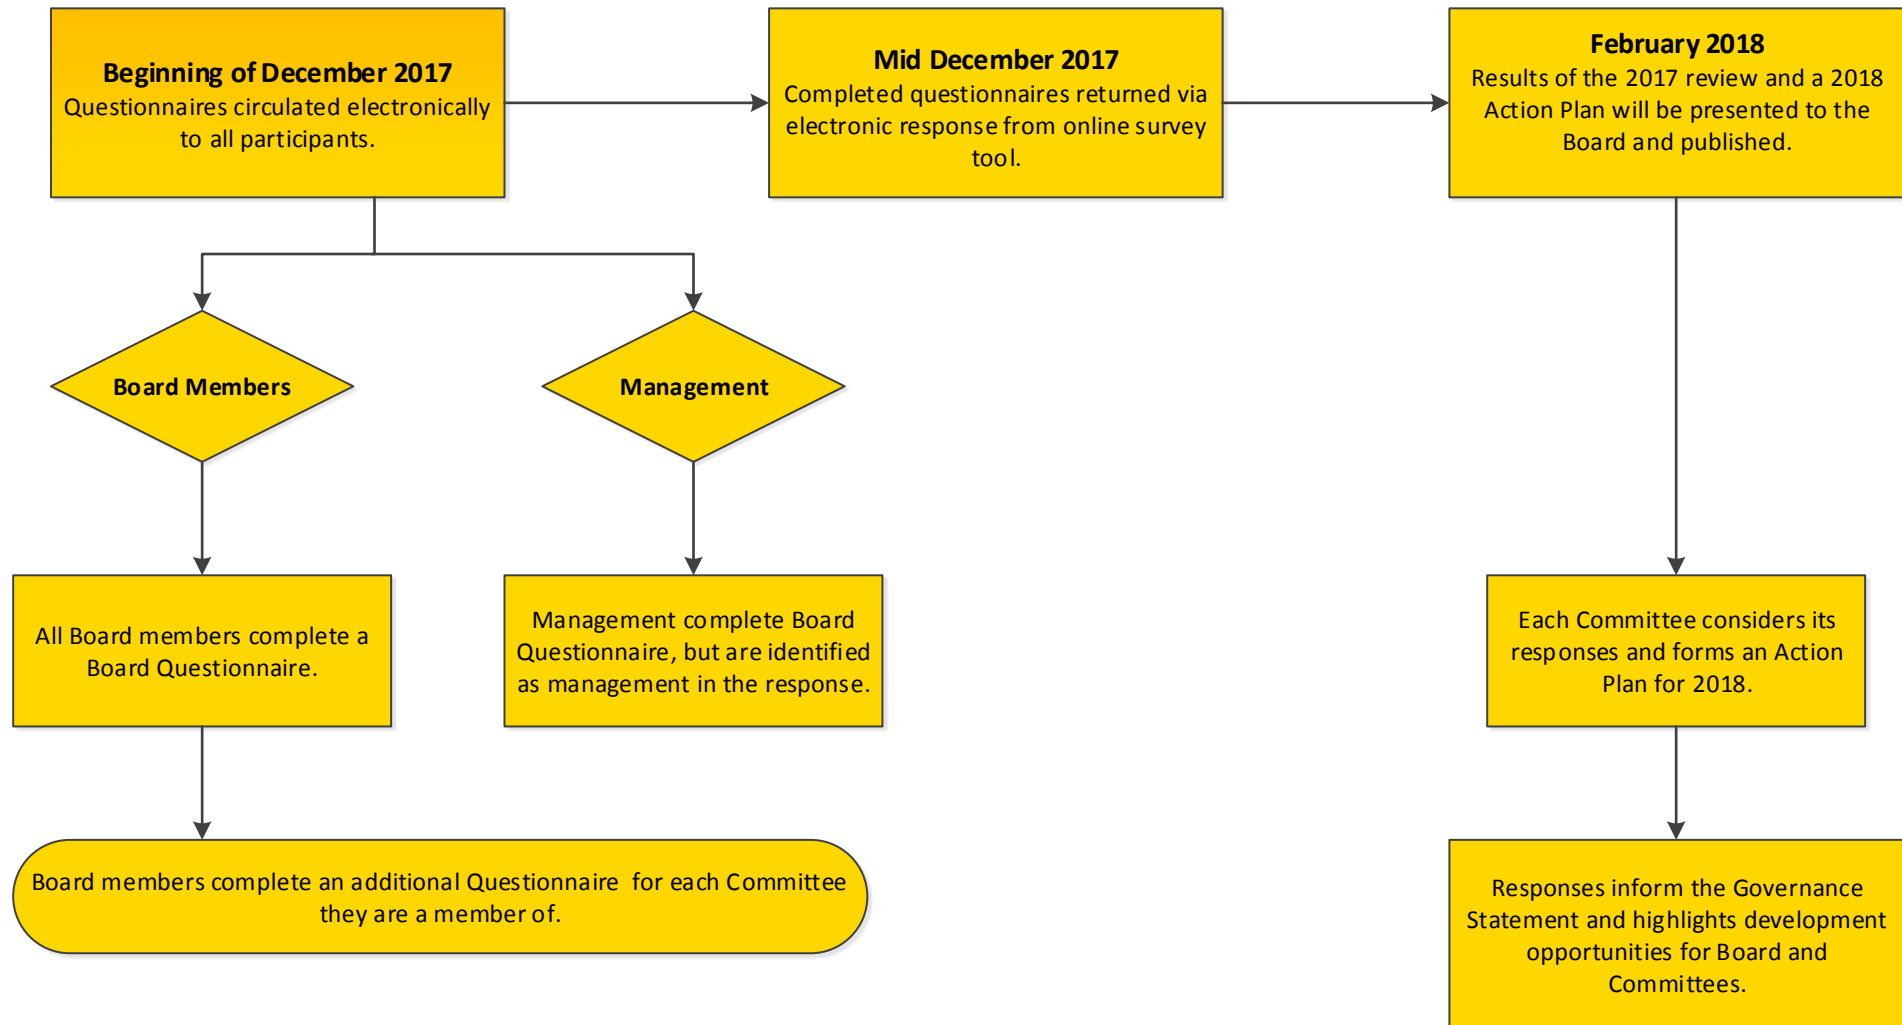 Beginning of December 2017
Questionnaires circulated electronically
to all participants.
Mid December 2017
Completed questionnaires returned via
electronic response from online survey
tool.
February 2018
Results of the 2017 review and a 2018
Action Plan will be presented to the
Board and published.
Board Members
Management
All Board members complete a
Board Questionnaire.
Management complete Board
Questionnaire, but are identified
as management in the response.
Each Committee considers its
responses and forms an Action
Plan for 2018.
Board members complete an additional Questionnaire for each Committee
they are a member of.
Responses inform the Governance
Statement and highlights development
opportunities for Board and
Committees.